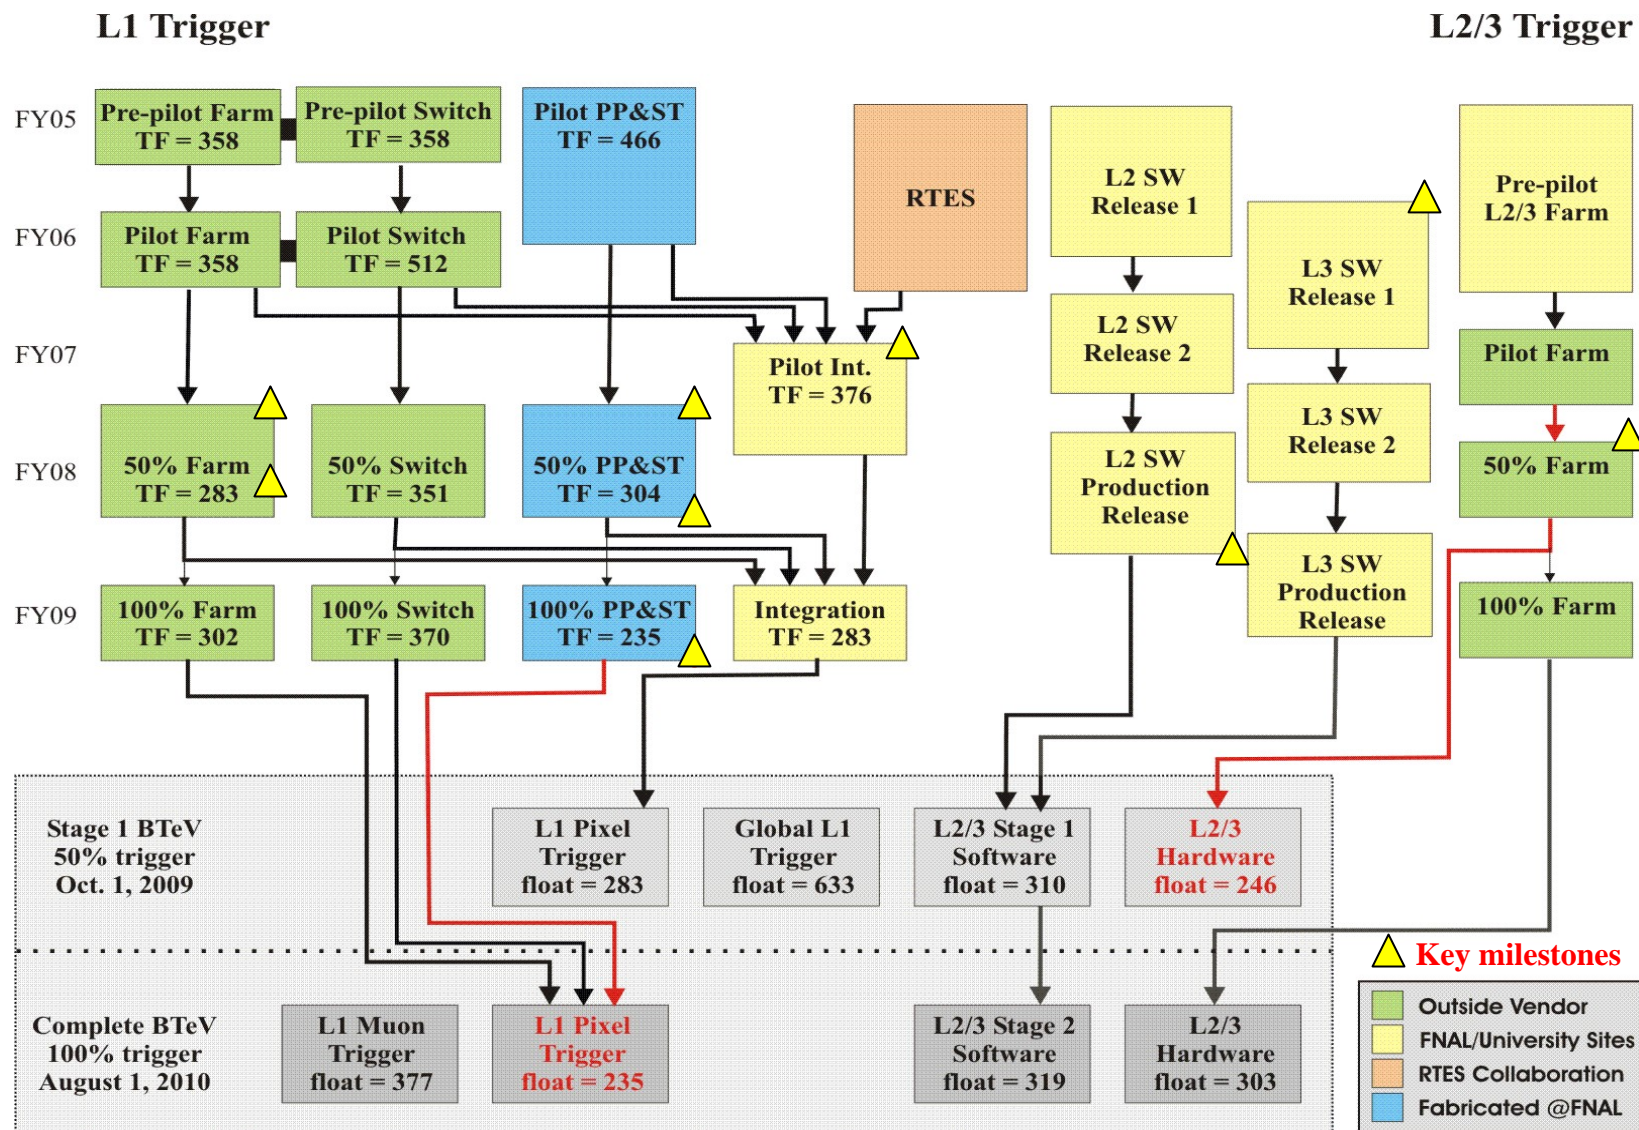 L1 Trigger
L2/3 Trigger
FY05
Pre-pilot Farm
TF = 358
Pre-pilot Switch
TF = 358
Pilot PP&ST
TF = 466
RTES
L2 SW
Release 1
Pre-pilot
L2/3 Farm
FY06
Pilot Farm
TF = 358
Pilot Switch
TF = 512
L3 SW
Release 1
FY07
Pilot Int.
TF = 376
L2 SW
Release 2
Pilot Farm
L3 SW
Release 2
FY08
50% Farm
TF = 283
50% Switch
TF = 351
50% PP&ST
TF = 304
L2 SW
Production
Release
50% Farm
FY09
100% Farm
TF = 302
100% Switch
TF = 370
100% PP&ST
TF = 235
Integration
TF = 283
L3 SW
Production
Release
100% Farm
Stage 1 BTeV
50% trigger
Oct. 1, 2009
L1 Pixel
Trigger
float = 283
Global L1
Trigger
float = 633
L2/3 Stage 1
Software
float = 310
L2/3
Hardware
float = 246
Complete BTeV
100% trigger
August 1, 2010
L1 Muon
Trigger
float = 377
L1 Pixel
Trigger
float = 235
L2/3 Stage 2
Software
float = 319
L2/3
Hardware
float = 303
Key milestones
Outside Vendor
FNAL/University Sites
RTES Collaboration
Fabricated @FNAL